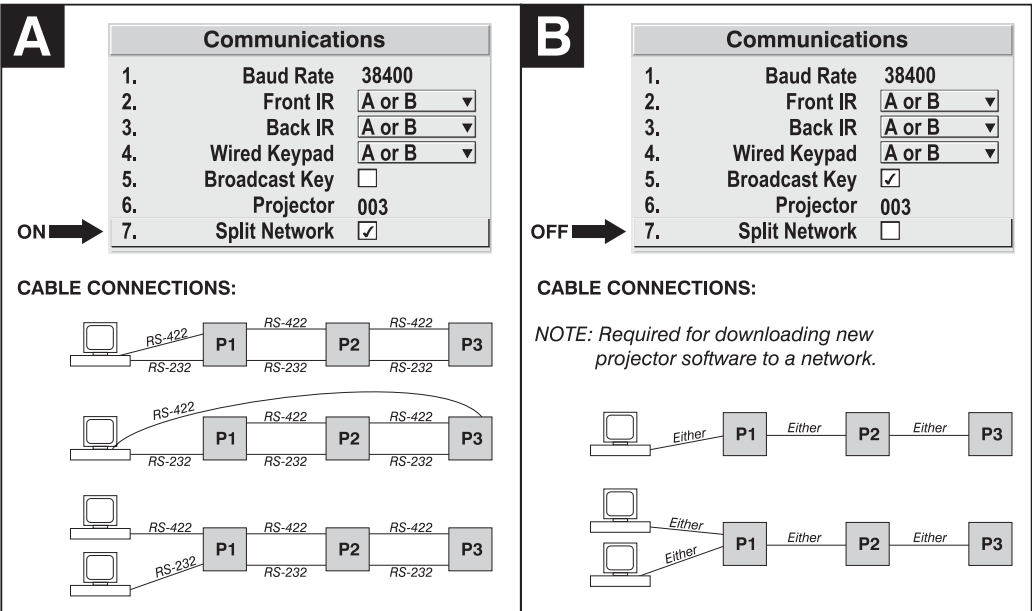 A
Communications
1. Baud Rate 38400
2. Front IR A or B
3. Back IR A or B
4. Wired Keypad A or B
5. Broadcast Key
6. Projector 003
ON 7. Split Network ✓
CABLE CONNECTIONS:
RS-422 P1 RS-422 P2 RS-422 P3
RS-232 RS-232 RS-232
RS-422
P1 RS-422 P2 RS-422 P3
RS-232 RS-232 RS-232
RS-422 P1 RS-422 P2 RS-422 P3
RS-232 RS-232 RS-232
B
Communications
1. Baud Rate 38400
2. Front IR A or B
3. Back IR A or B
4. Wired Keypad A or B
5. Broadcast Key ✓
6. Projector 003
OFF 7. Split Network
CABLE CONNECTIONS:
NOTE: Required for downloading new
projector software to a network.
Either P1 Either P2 Either P3
Either
Either P1 Either P2 Either P3